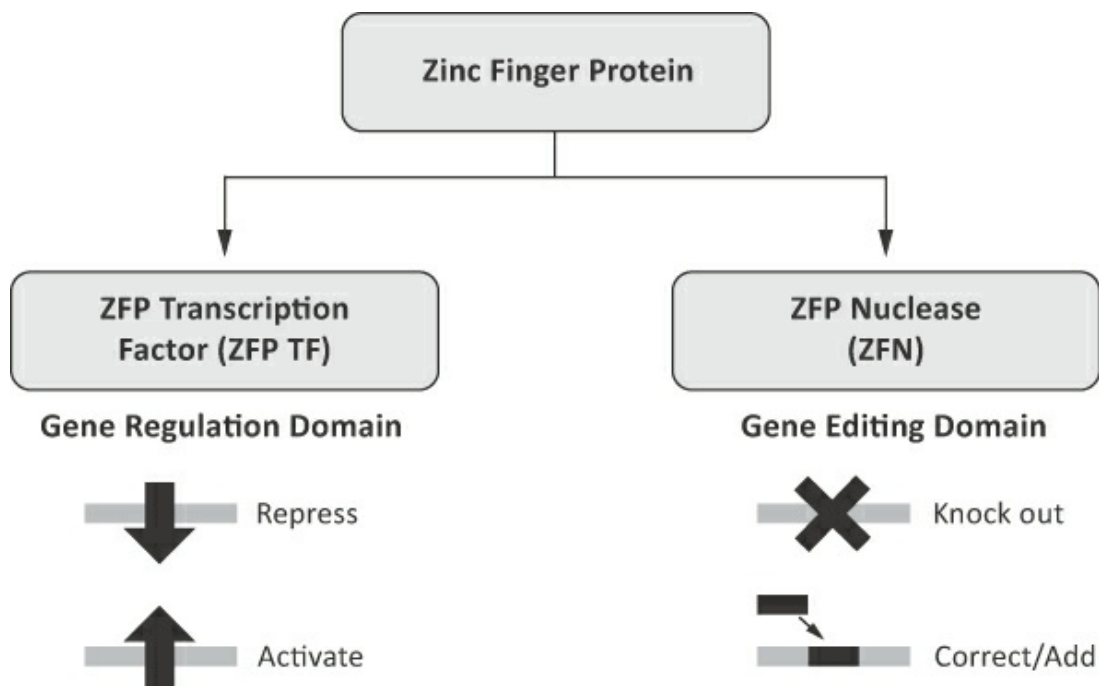 Zinc Finger Protein
ZFP Transcription
Factor (ZFP TF)
Gene Regulation Domain
Repress
Activate
ZFP Nuclease
(ZFN)
Gene Editing Domain
Knock out
Correct/Add